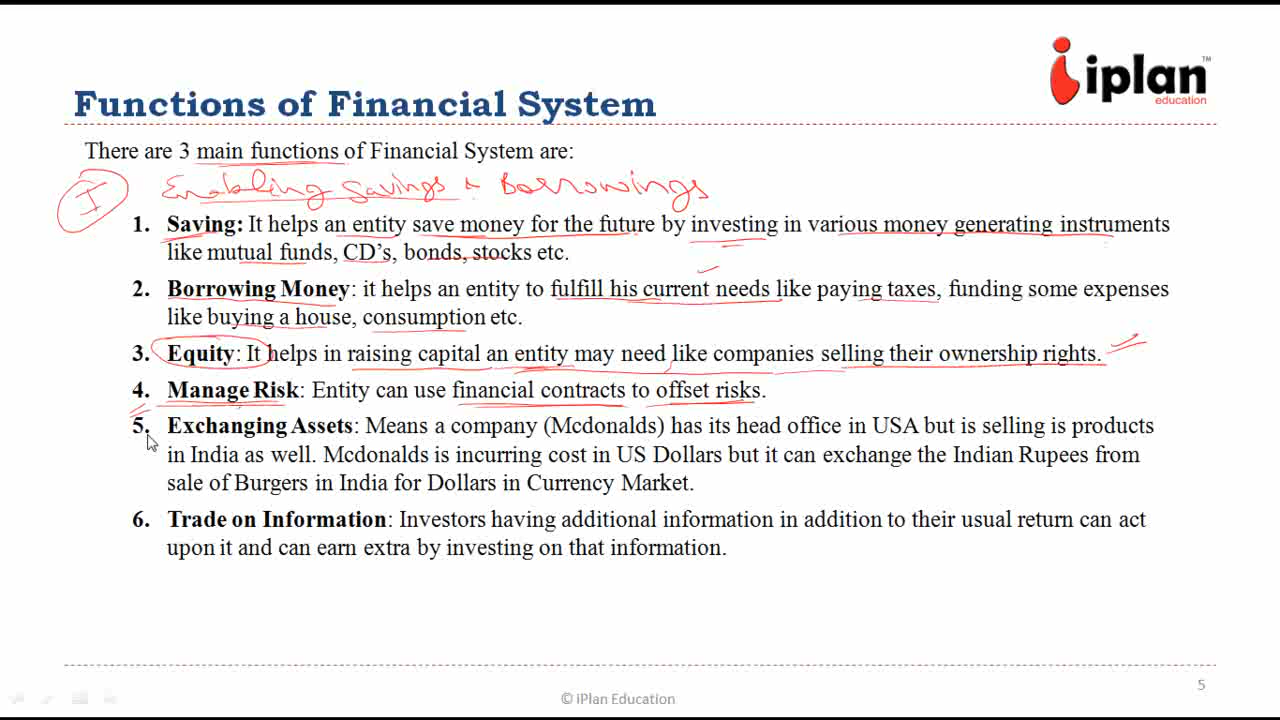 iplan™
education
Functions of Financial System
There are 3 main functions of Financial System are:
I Enabling Savings + Borrowings
1. Saving: It helps an entity save money for the future by investing in various money generating instruments
like mutual funds, CD's, bonds, stocks etc.
2. Borrowing Money: it helps an entity to fulfill his current needs like paying taxes, funding some expenses
like buying a house, consumption etc.
3. Equity: It helps in raising capital an entity may need like companies selling their ownership rights.
4. Manage Risk: Entity can use financial contracts to offset risks.
5. Exchanging Assets: Means a company (Mcdonalds) has its head office in USA but is selling is products
in India as well. Mcdonalds is incurring cost in US Dollars but it can exchange the Indian Rupees from
sale of Burgers in India for Dollars in Currency Market.
6. Trade on Information: Investors having additional information in addition to their usual return can act
upon it and can earn extra by investing on that information.
© iPlan Education
5